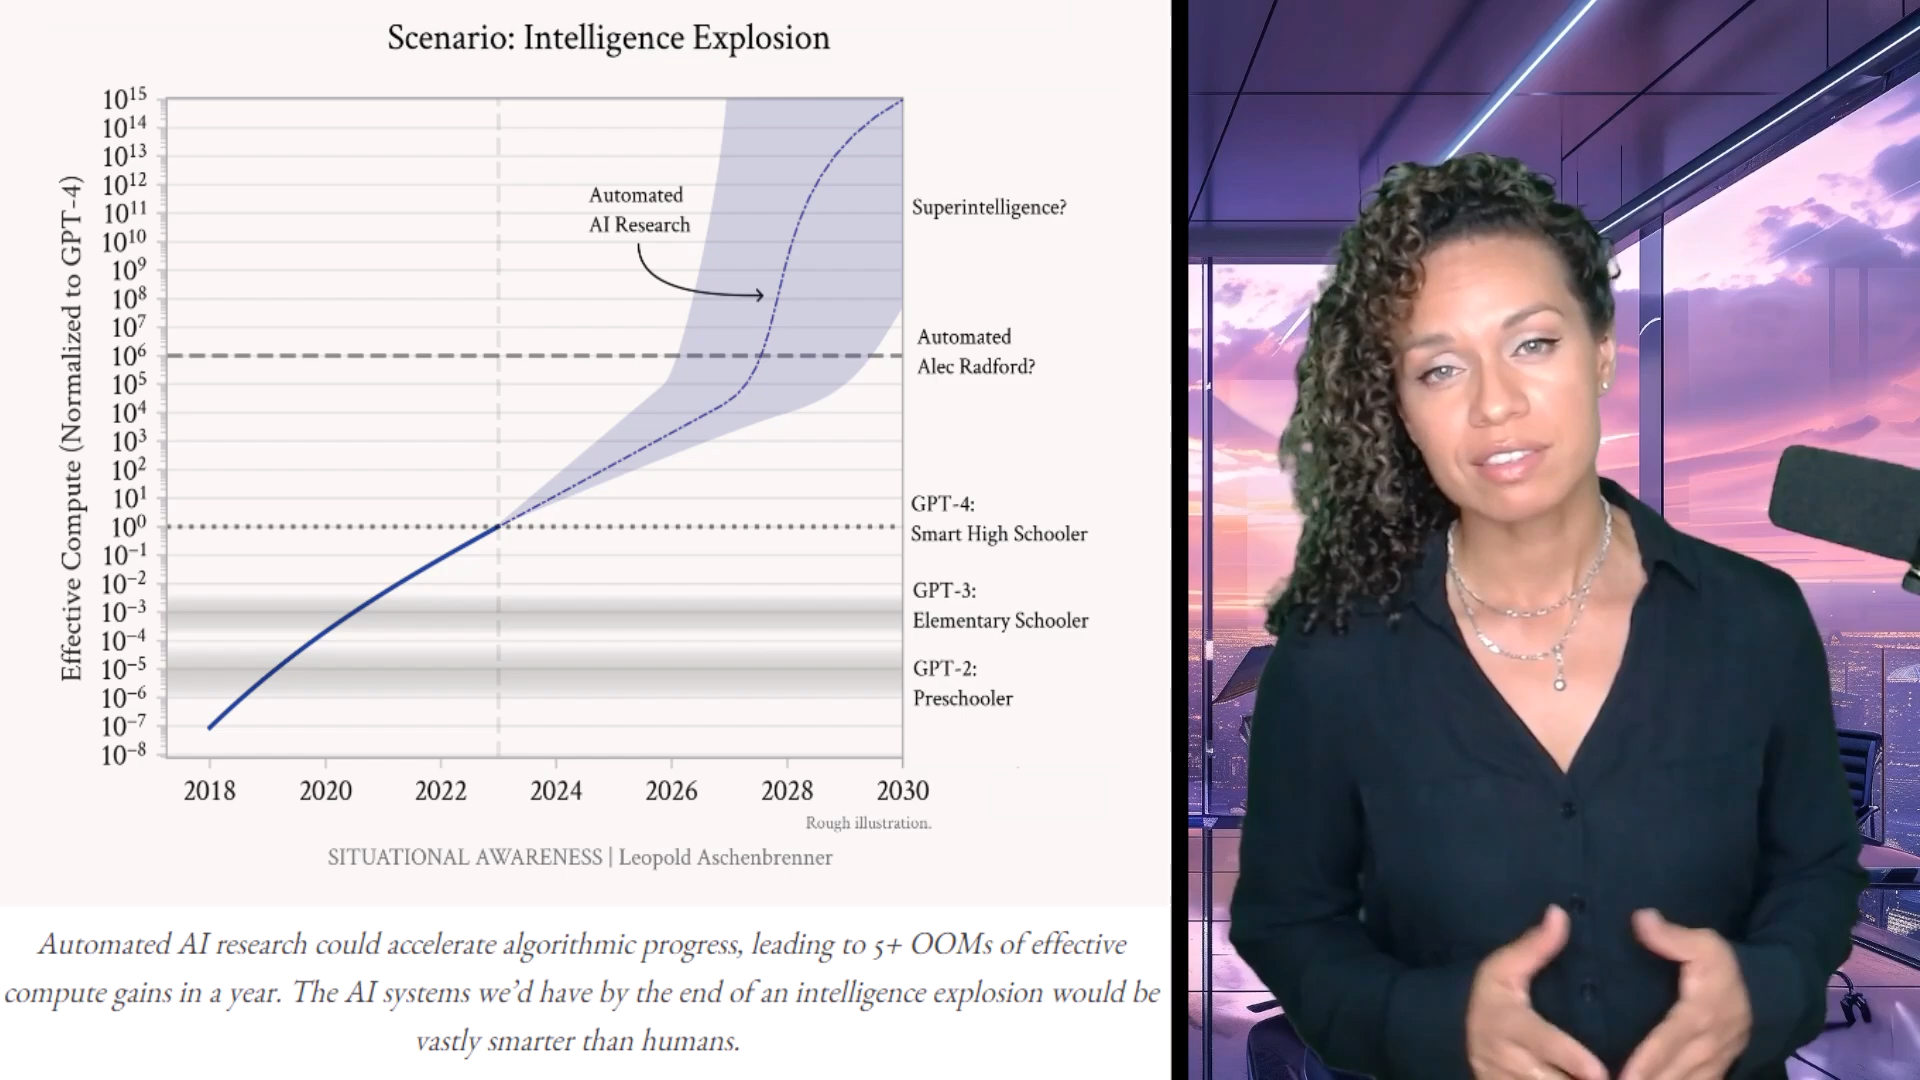 Scenario: Intelligence Explosion
Effective Compute (Normalized to GPT-4)
10¹⁵
10¹⁴
10¹³
10¹²
10¹¹
10¹⁰
10⁹
10⁸
10⁷
10⁶
10⁵
10⁴
10³
10²
10¹
10⁰
10⁻¹
10⁻²
10⁻³
10⁻⁴
10⁻⁵
10⁻⁶
10⁻⁷
10⁻⁸
Automated
AI Research
Superintelligence?
Automated
Alec Radford?
GPT-4:
Smart High Schooler
GPT-3:
Elementary Schooler
GPT-2:
Preschooler
2018 2020 2022 2024 2026 2028 2030
Rough illustration.
SITUATIONAL AWARENESS | Leopold Aschenbrenner
Automated AI research could accelerate algorithmic progress, leading to 5+ OOMs of effective
compute gains in a year. The AI systems we’d have by the end of an intelligence explosion would be
vastly smarter than humans.